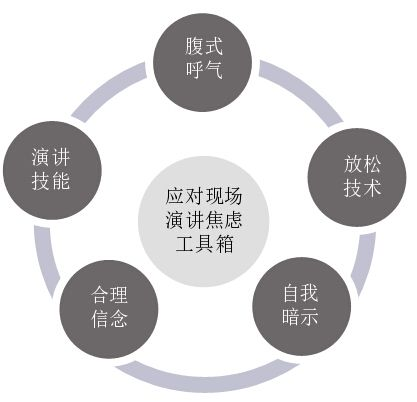 腹式
呼气
放松
技术
自我
暗示
合理
信念
演讲
技能
应对现场
演讲焦虑
工具箱